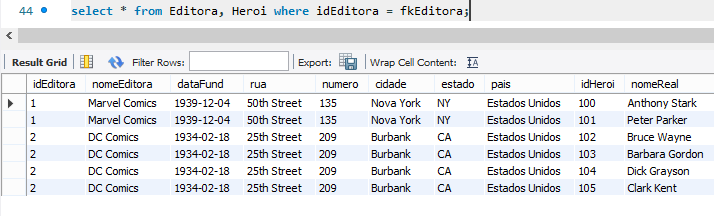 44 select * from Editora, Heroi where idEditora = fkEditora;
Result Grid Filter Rows: Export: Wrap Cell Content: IA
idEditora nomeEditora dataFund rua numero cidade estado pais idHeroi nomeReal
1 Marvel Comics 1939-12-04 50th Street 135 Nova York NY Estados Unidos 100 Anthony Stark
1 Marvel Comics 1939-12-04 50th Street 135 Nova York NY Estados Unidos 101 Peter Parker
2 DC Comics 1934-02-18 25th Street 209 Burbank CA Estados Unidos 102 Bruce Wayne
2 DC Comics 1934-02-18 25th Street 209 Burbank CA Estados Unidos 103 Barbara Gordon
2 DC Comics 1934-02-18 25th Street 209 Burbank CA Estados Unidos 104 Dick Grayson
2 DC Comics 1934-02-18 25th Street 209 Burbank CA Estados Unidos 105 Clark Kent